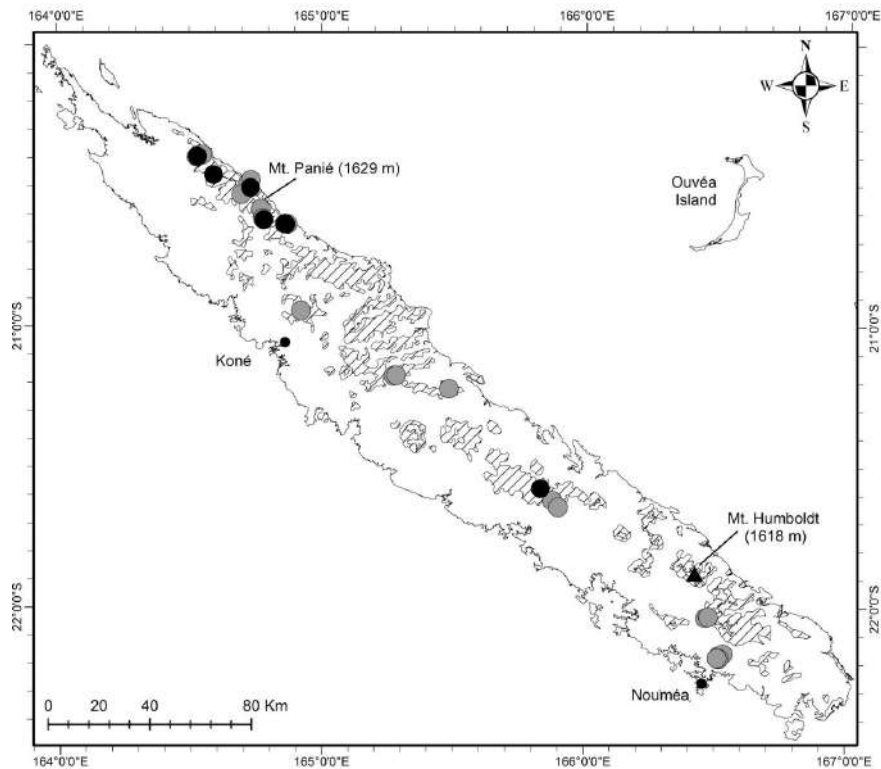 164°0'0"E 165°0'0"E 166°0'0"E 167°0'0"E
N
W E
S
Mt. Panié (1629 m)
Ouvéa
Island
21°0'0"S 21°0'0"S
Koné
Mt. Humboldt
(1618 m)
22°0'0"S 22°0'0"S
Nouméa
0 20 40 80 Km
164°0'0"E 165°0'0"E 166°0'0"E 167°0'0"E